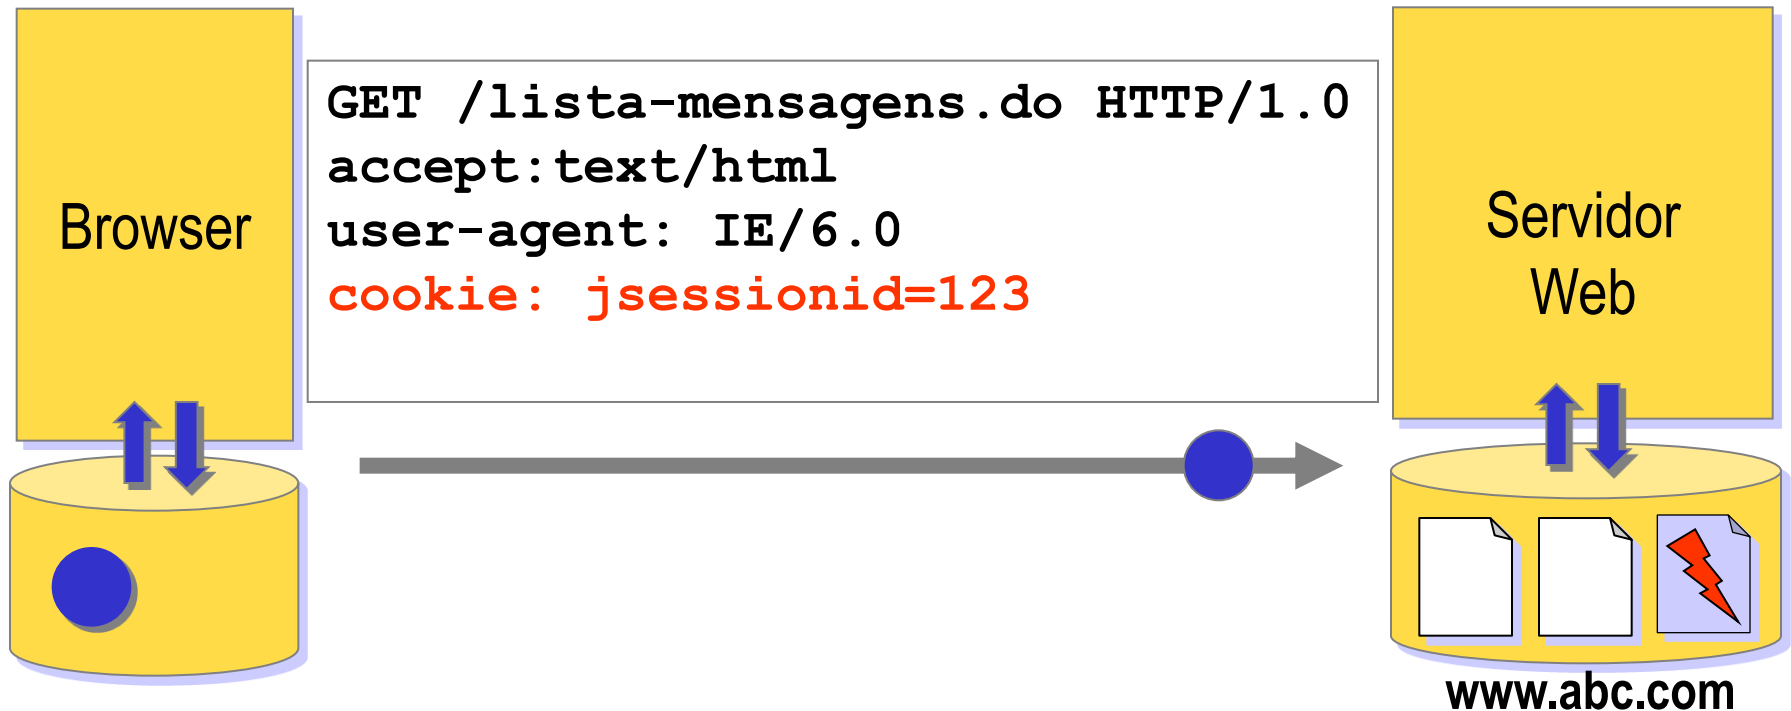 Browser
GET /lista-mensagens.do HTTP/1.0
accept:text/html
user-agent: IE/6.0
cookie: jsessionid=123
Servidor
Web
www.abc.com